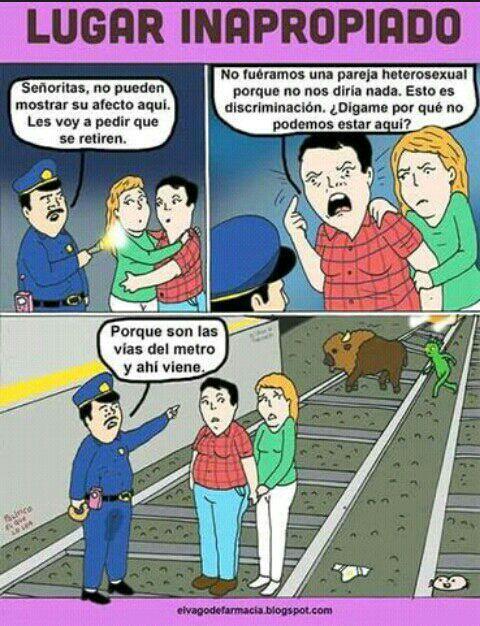 LUGAR INAPROPIADO
Señoritas, no pueden
mostrar su afecto aquí.
Les voy a pedir que
se retiren.
No fuéramos una pareja heterosexual
porque no nos diría nada. Esto es
discriminación. ¿Dígame por qué no
podemos estar aquí?
Porque son las
vías del metro
y ahí viene.
elvagodefarmacia.blogspot.com